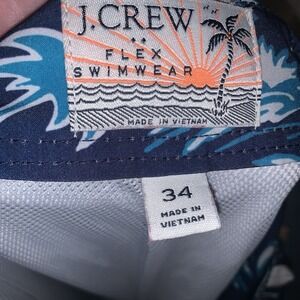 J.CREW
FLEX
SWIMWEAR
MADE IN VIETNAM
34
MADE IN
VIETNAM